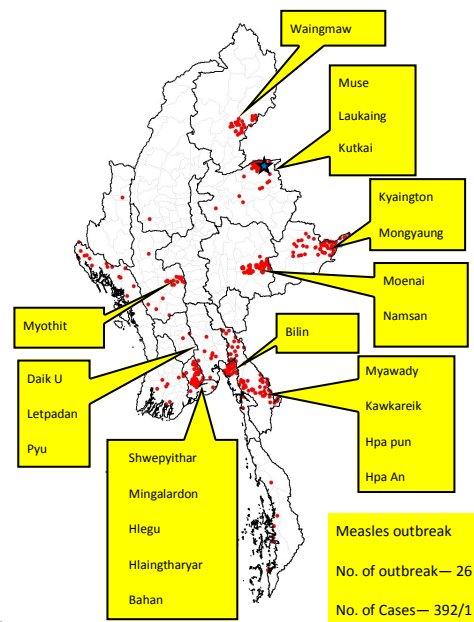 Waingmaw
Muse
Laukaing
Kutkai
Kyaington
Mongyaung
Moenai
Namsan
Myothit
Bilin
Daik U
Letpadan
Pyu
Myawady
Kawkareik
Hpa pun
Hpa An
Shwepyithar
Mingalardon
Hlegu
Hlaingtharyar
Bahan
Measles outbreak
No. of outbreak— 26
No. of Cases— 392/1